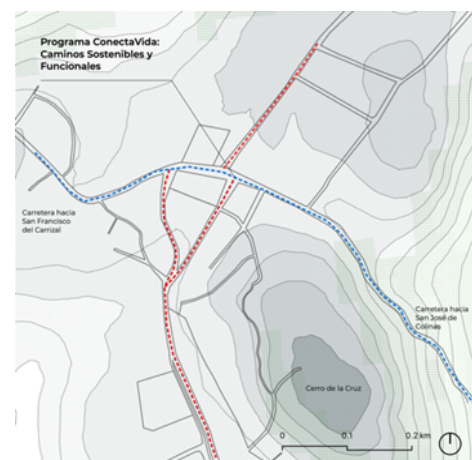 Programa ConectaVida:
Caminos Sostenibles y
Funcionales
Carretera hacia
San Francisco
del Carrizal
Carretera hacia
San José de
Colinas
Cerro de la Cruz
0
0.1
0.2 km